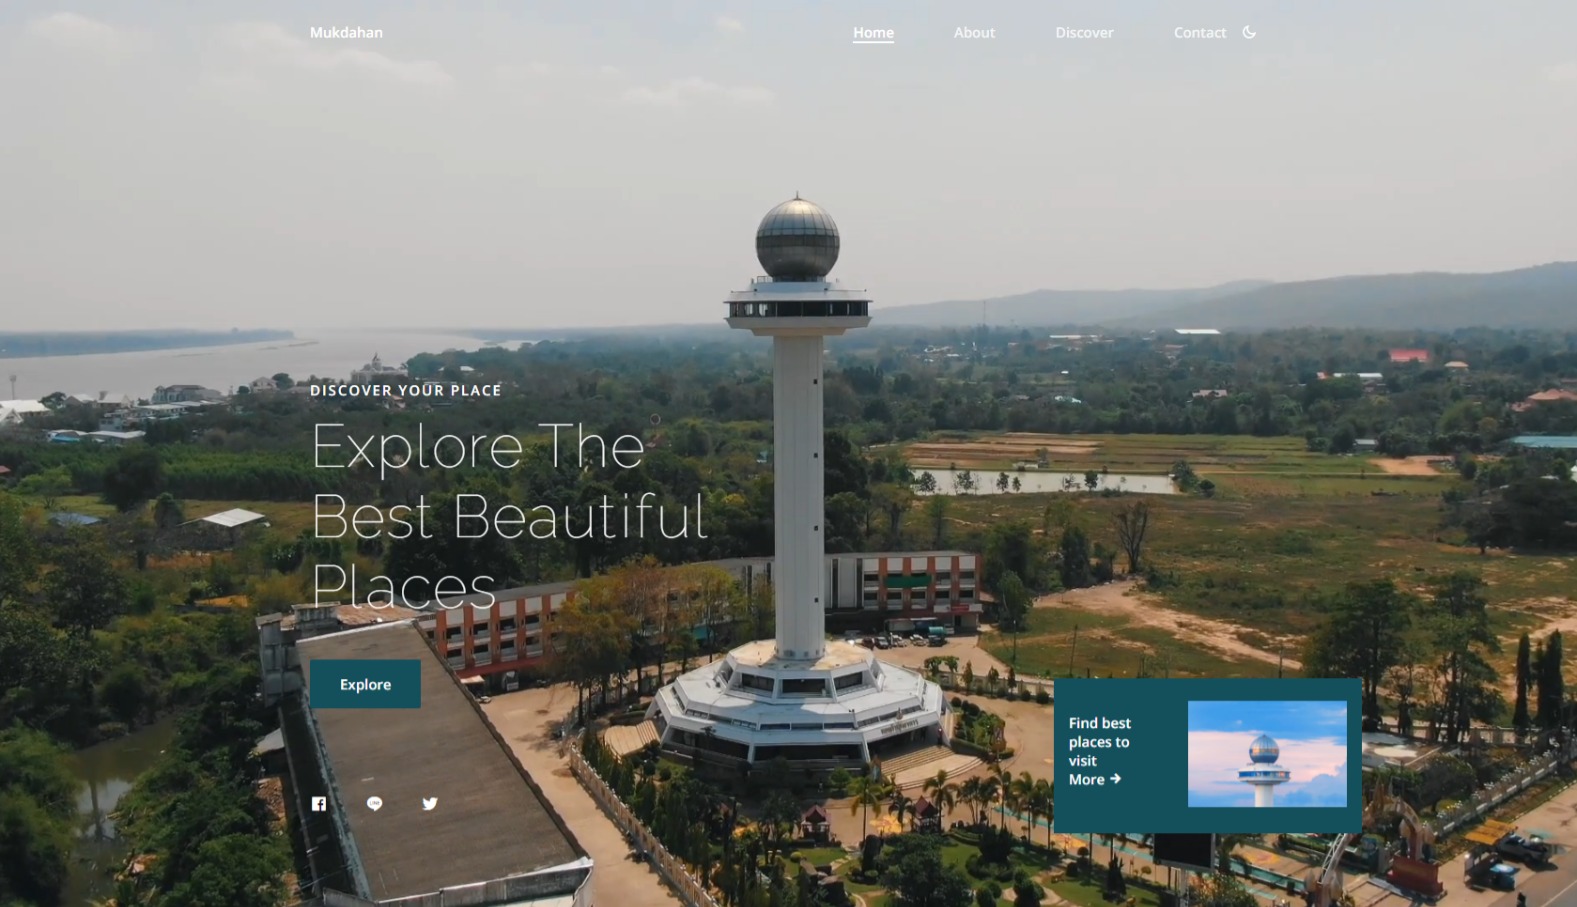 Mukdahan
Home
About
Discover
Contact
DISCOVER YOUR PLACE
Explore The
Best Beautiful
Places
Explore
Find best
places to
visit
More →